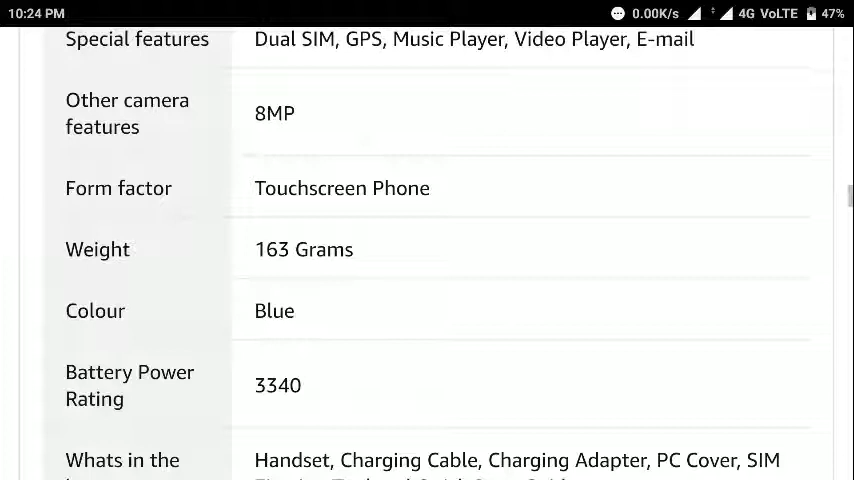 10:24 PM 0.00K/s 4G VoLTE 47%
Special features Dual SIM, GPS, Music Player, Video Player, E-mail
Other camera
features
8MP
Form factor Touchscreen Phone
Weight 163 Grams
Colour Blue
Battery Power
Rating
3340
Whats in the Handset, Charging Cable, Charging Adapter, PC Cover, SIM